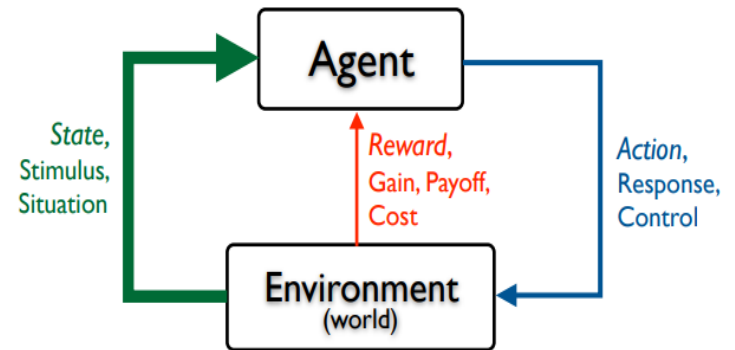 Agent
State,
Stimulus,
Situation
Reward,
Gain, Payoff,
Cost
Action,
Response,
Control
Environment
(world)